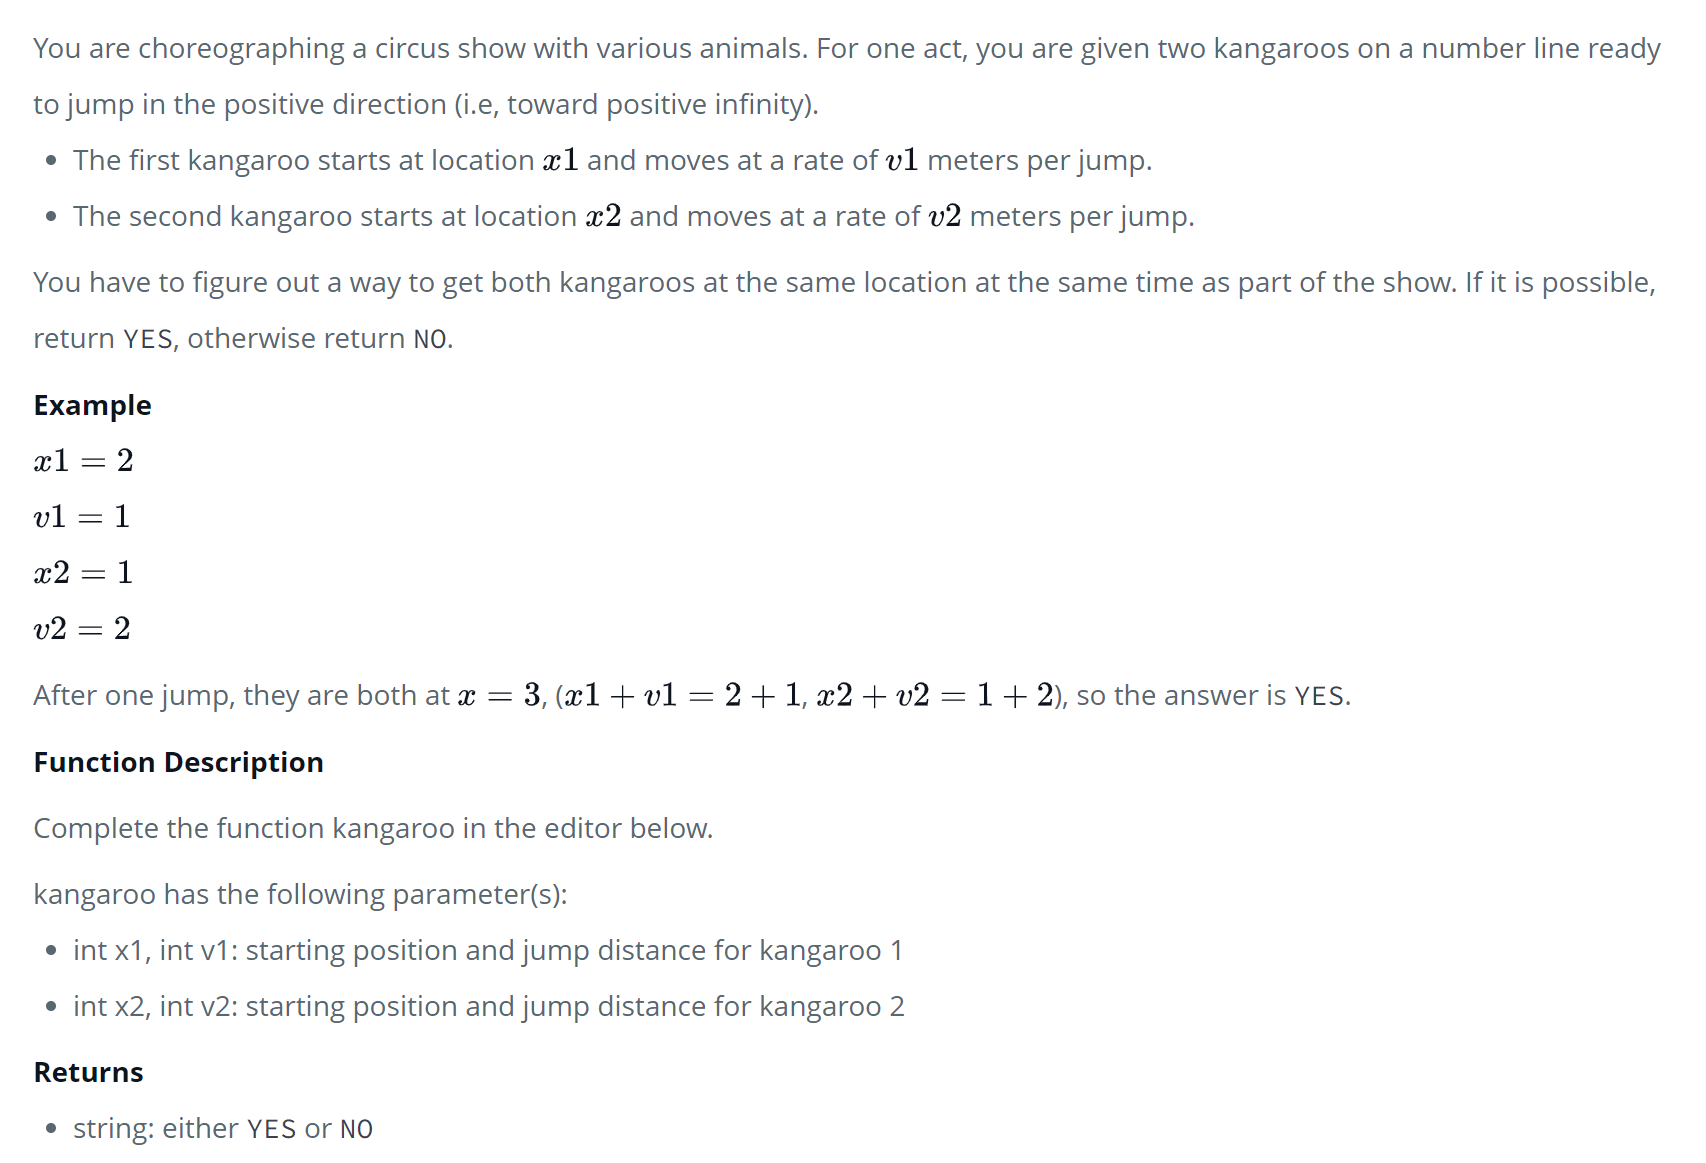 You are choreographing a circus show with various animals. For one act, you are given two kangaroos on a number line ready
to jump in the positive direction (i.e, toward positive infinity).
• The first kangaroo starts at location x1 and moves at a rate of v1 meters per jump.
• The second kangaroo starts at location x2 and moves at a rate of v2 meters per jump.
You have to figure out a way to get both kangaroos at the same location at the same time as part of the show. If it is possible,
return YES, otherwise return NO.
Example
x1 = 2
v1 = 1
x2 = 1
v2 = 2
After one jump, they are both at x = 3, (x1 + v1 = 2 + 1, x2 + v2 = 1 + 2), so the answer is YES.
Function Description
Complete the function kangaroo in the editor below.
kangaroo has the following parameter(s):
• int x1, int v1: starting position and jump distance for kangaroo 1
• int x2, int v2: starting position and jump distance for kangaroo 2
Returns
• string: either YES or NO